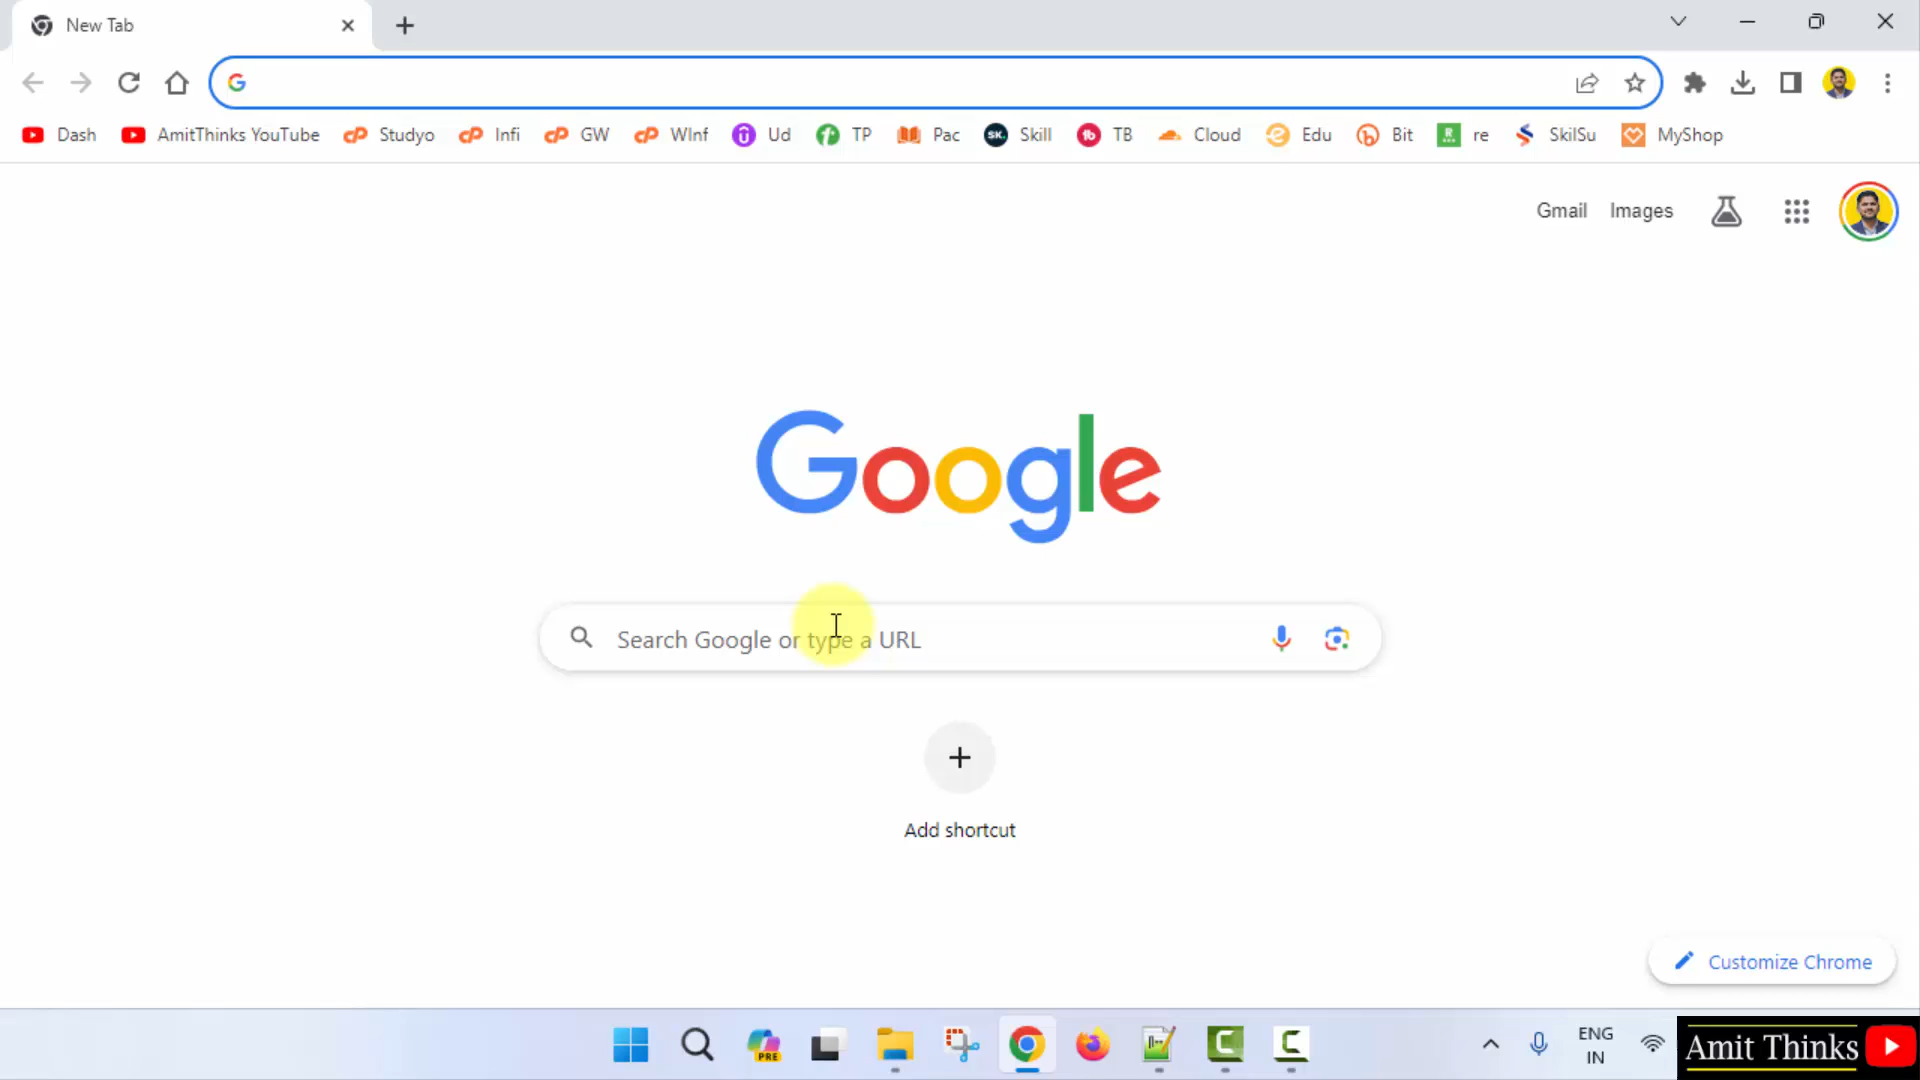 New Tab
Dash AmitThinks YouTube Studyo Infi GW WInf Ud TP Pac Skill TB Cloud Edu Bit re SkilSu MyShop
Gmail Images
Google
Search Google or type a URL
Add shortcut
Customize Chrome
PRE
ENG
IN
Amit Thinks